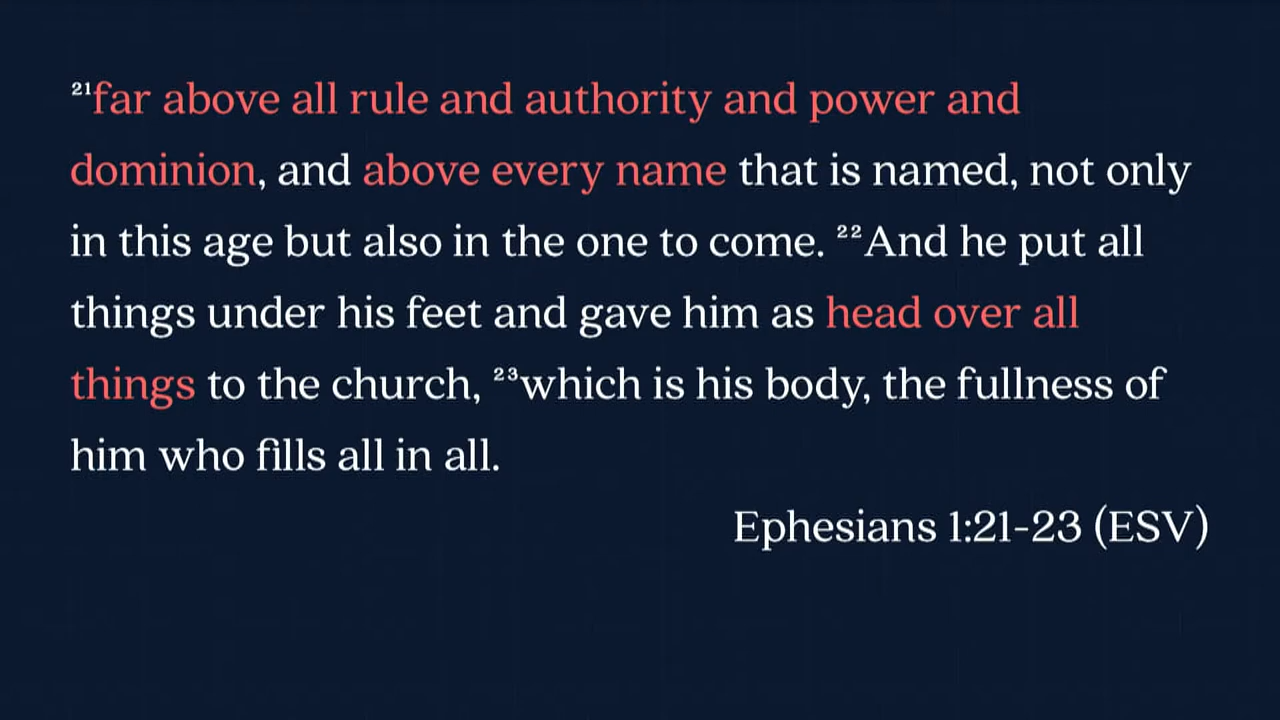 ²¹far above all rule and authority and power and
dominion, and above every name that is named, not only
in this age but also in the one to come. ²²And he put all
things under his feet and gave him as head over all
things to the church, ²³which is his body, the fullness of
him who fills all in all.
Ephesians 1:21-23 (ESV)